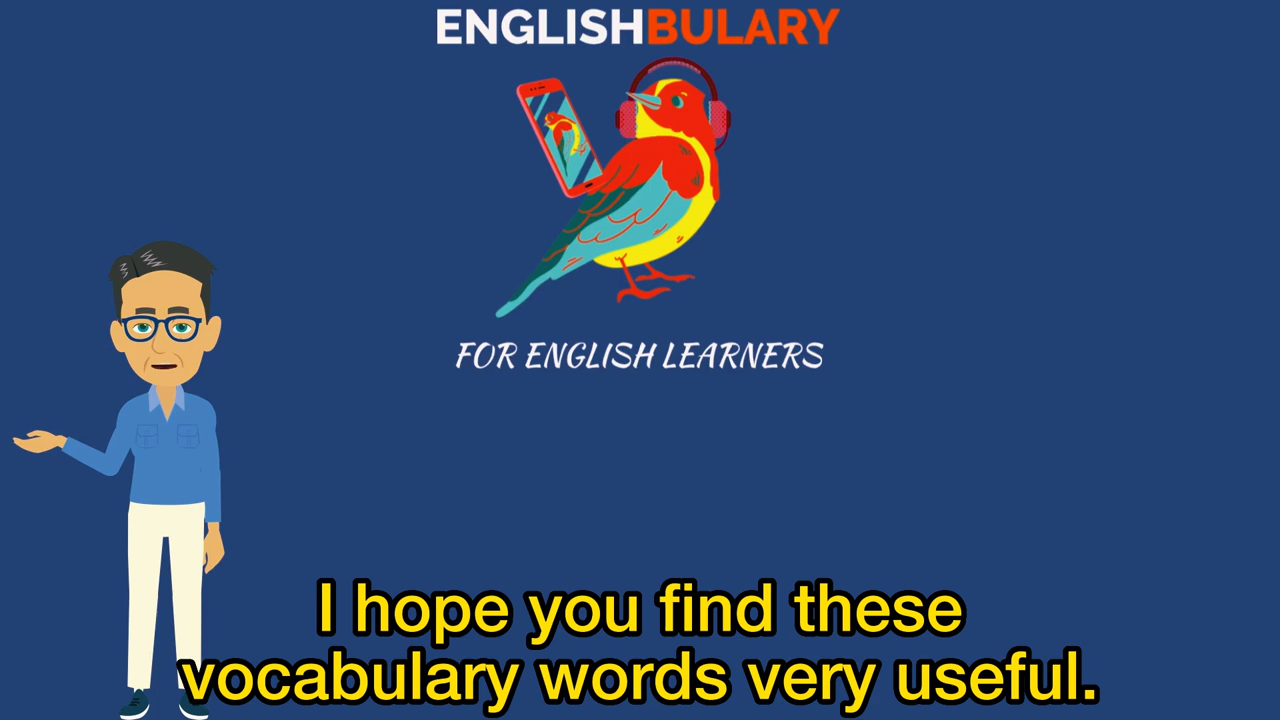 ENGLISHBULARY
FOR ENGLISH LEARNERS
I hope you find these
vocabulary words very useful.